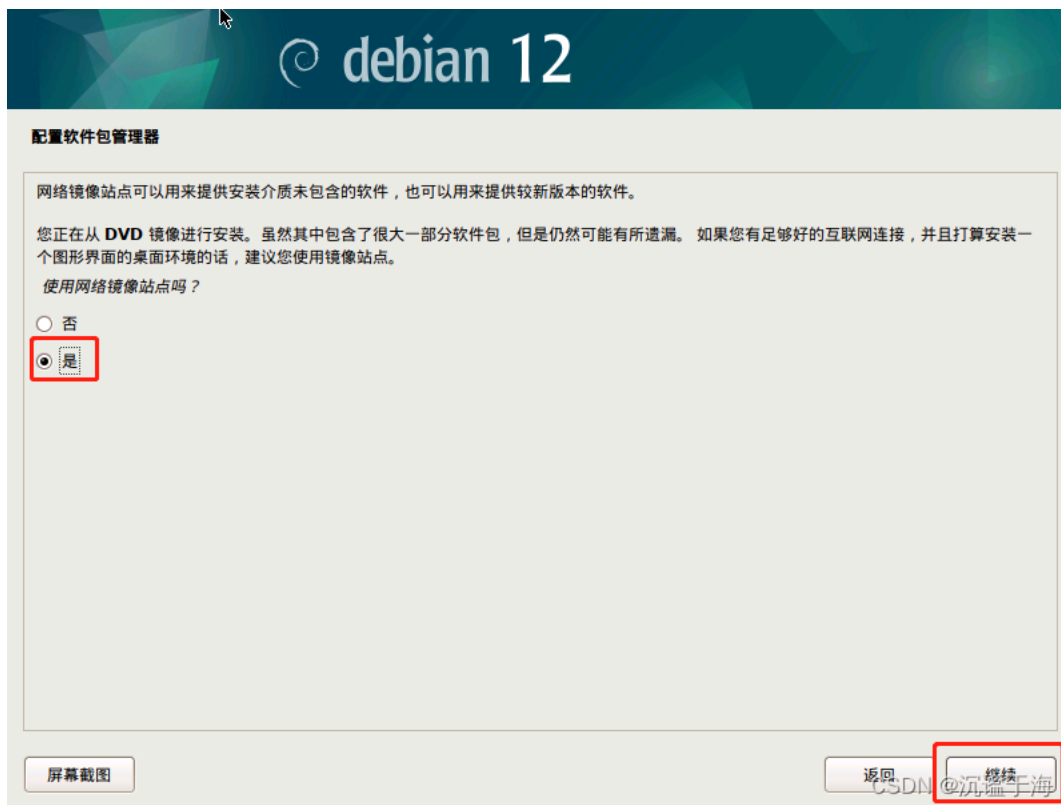 debian 12
配置软件包管理器
网络镜像站点可以用来提供安装介质未包含的软件，也可以用来提供较新版本的软件。
您正在从 DVD 镜像进行安装。虽然其中包含了很大一部分软件包，但是仍然可能有所遗漏。 如果您有足够好的互联网连接，并且打算安装一
个图形界面的桌面环境的话，建议您使用镜像站点。
使用网络镜像站点吗？
否
是
屏幕截图
返回
继续
CSDN @沉谧于海